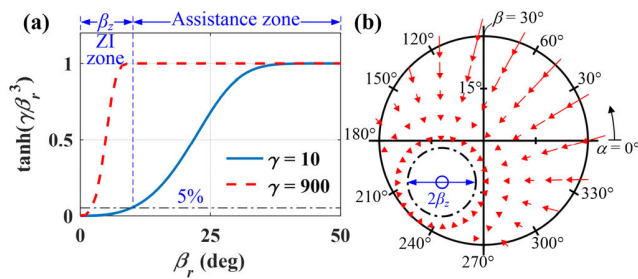 (a)
β_z
Assistance zone
ZI
zone
1
0.5
0
tanh(γβ_r^3)
γ = 10
γ = 900
5%
0
25
50
β_r (deg)
(b)
β = 30°
120°
60°
150°
15°
30°
180°
α=0°
210°
2β_z
330°
240°
300°
270°